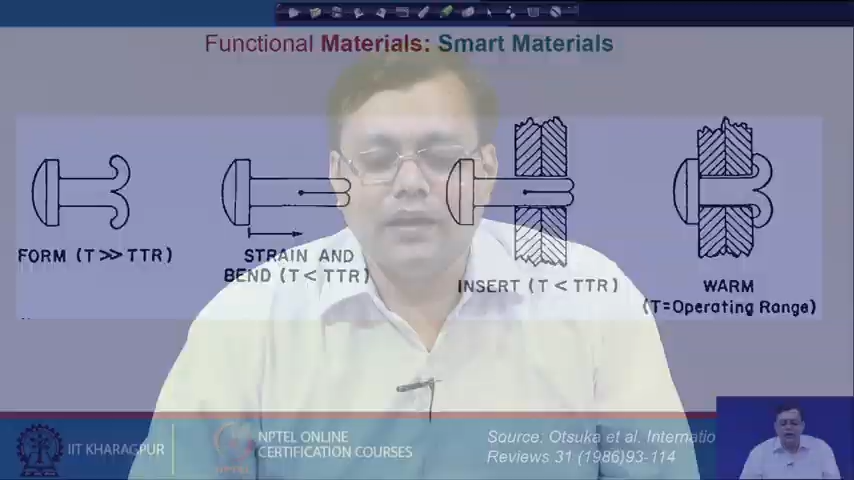 Functional Materials: Smart Materials
FORM (T>>TTR)
STRAIN AND
BEND (T<TTR)
INSERT (T<TTR)
WARM
(T=Operating Range)
IIT KHARAGPUR
NPTEL ONLINE
CERTIFICATION COURSES
Source: Otsuka et al. Internatio
Reviews 31 (1986)93-114